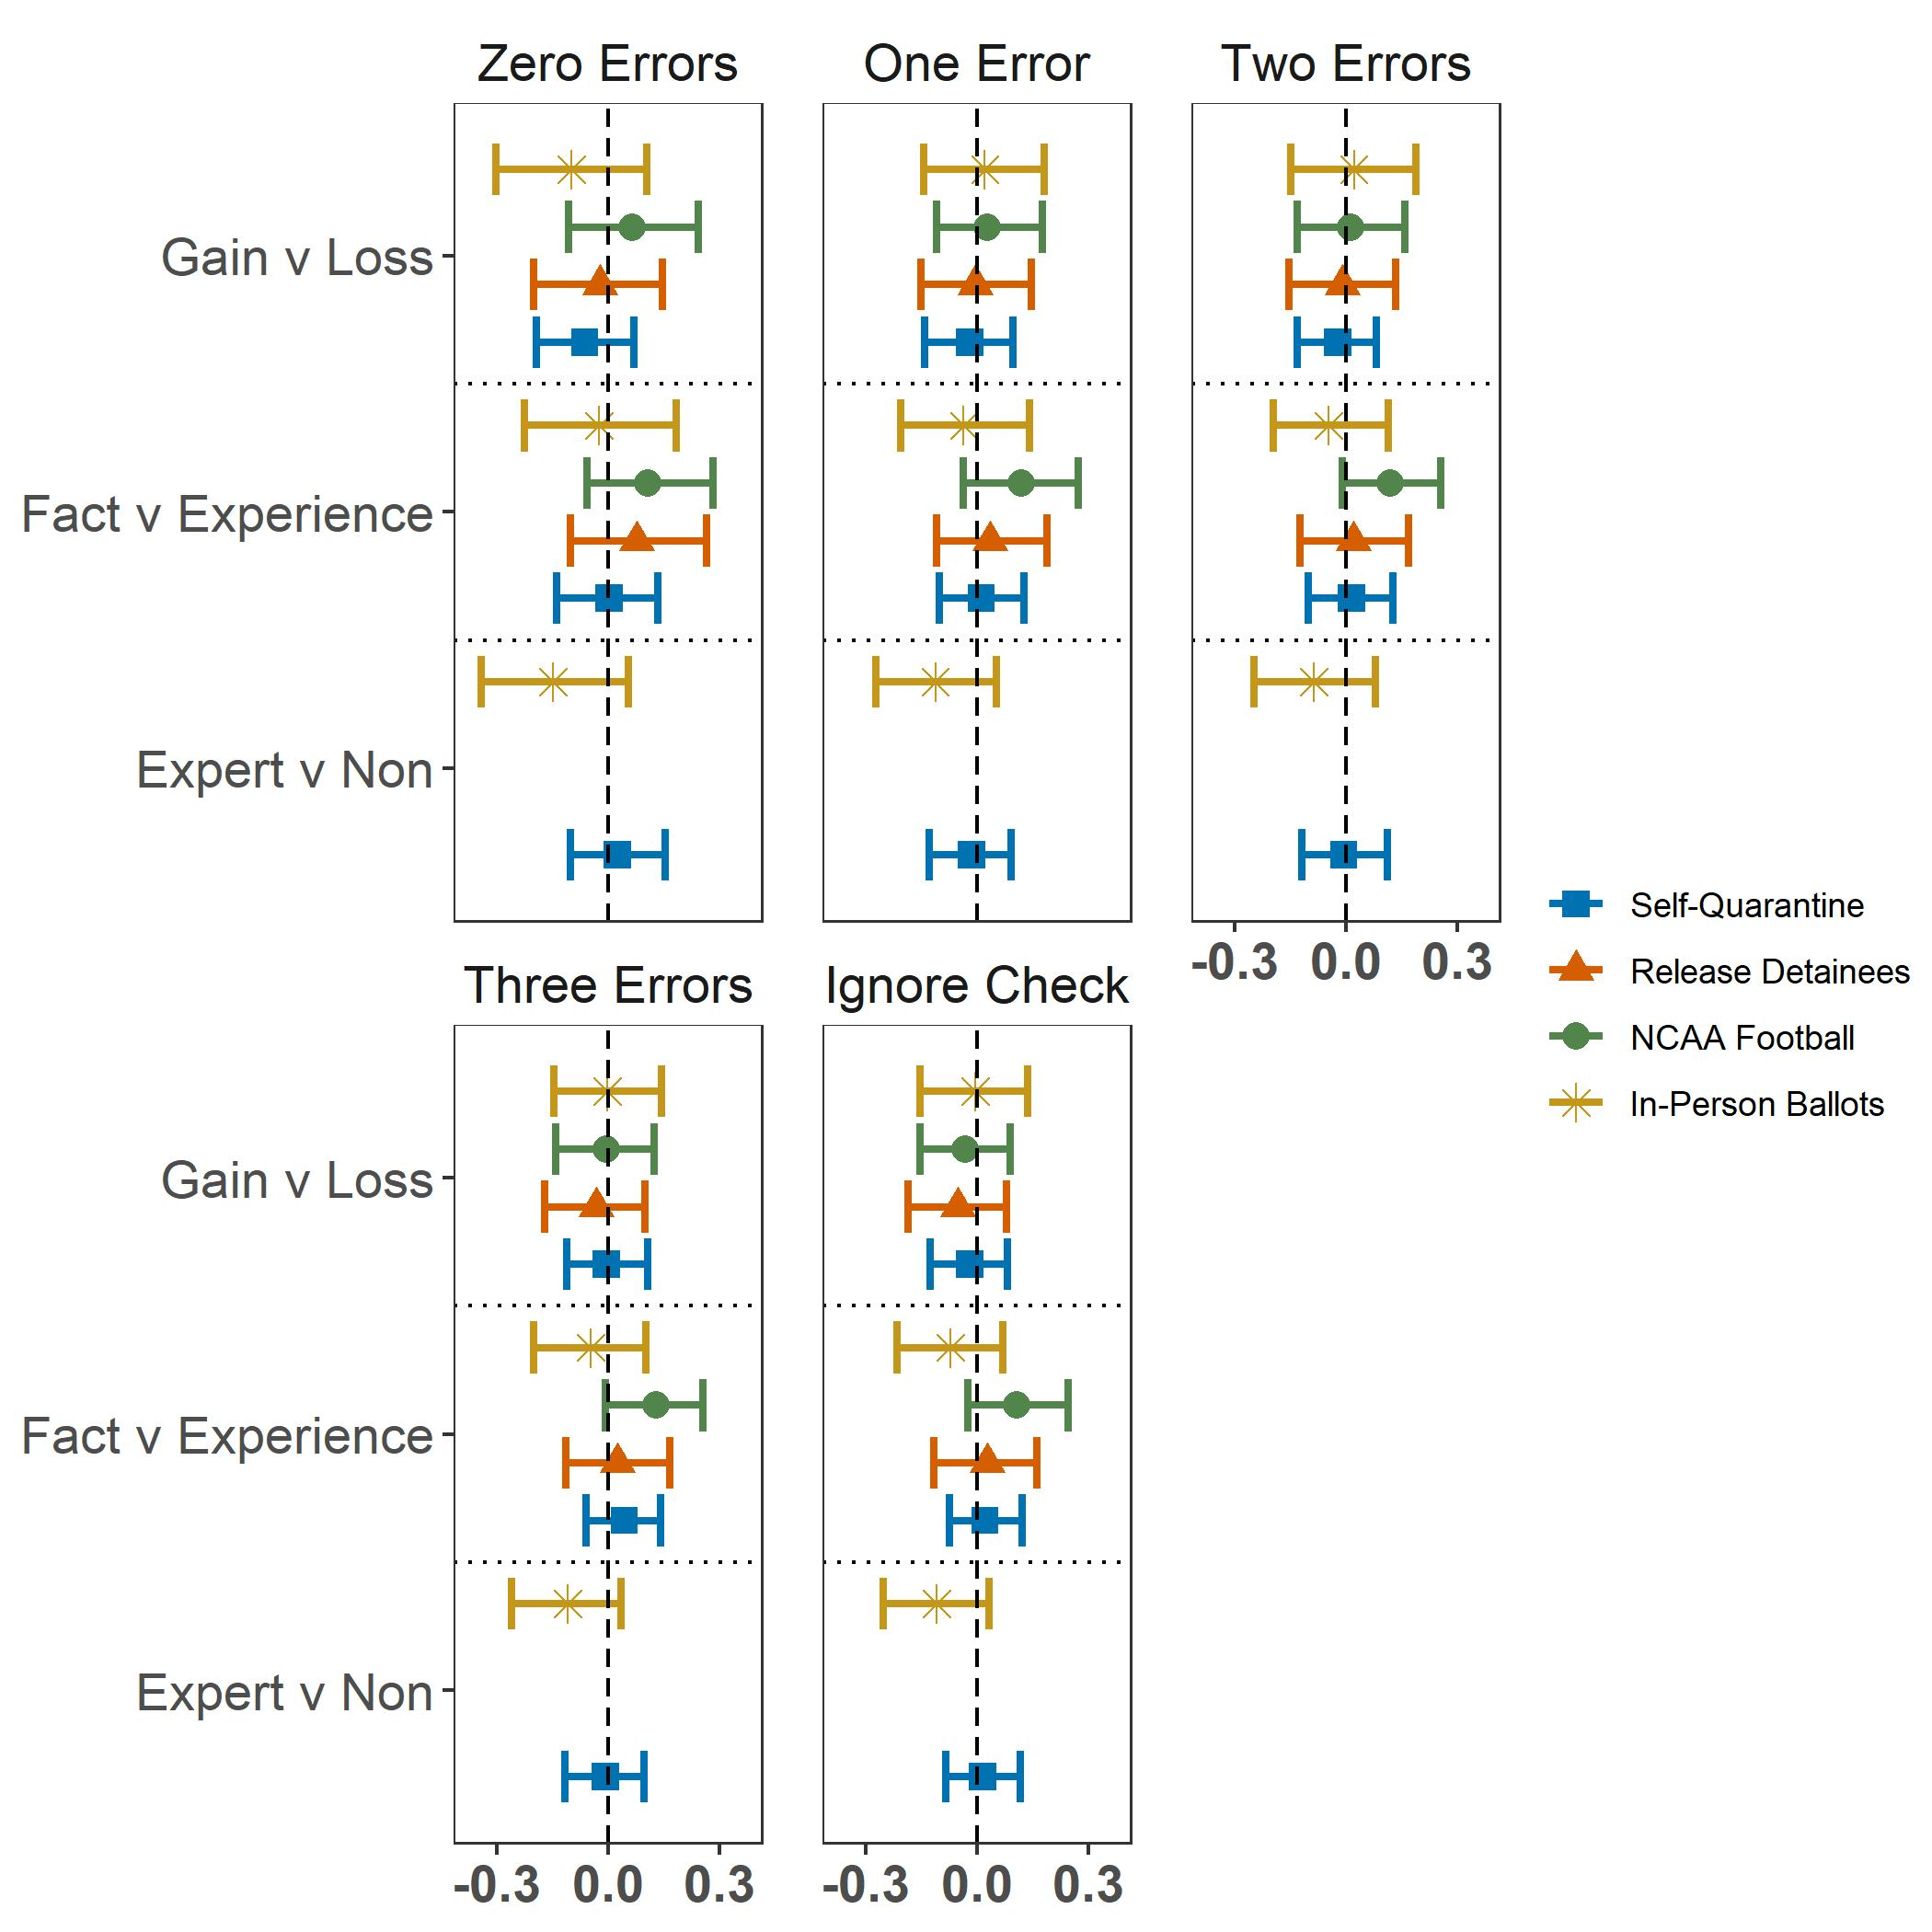 Zero Errors
One Error
Two Errors
Gain v Loss
Fact v Experience
Expert v Non
-0.3 0.0 0.3
Self-Quarantine
Release Detainees
NCAA Football
In-Person Ballots
Three Errors
Ignore Check
Gain v Loss
Fact v Experience
Expert v Non
-0.3 0.0 0.3
-0.3 0.0 0.3